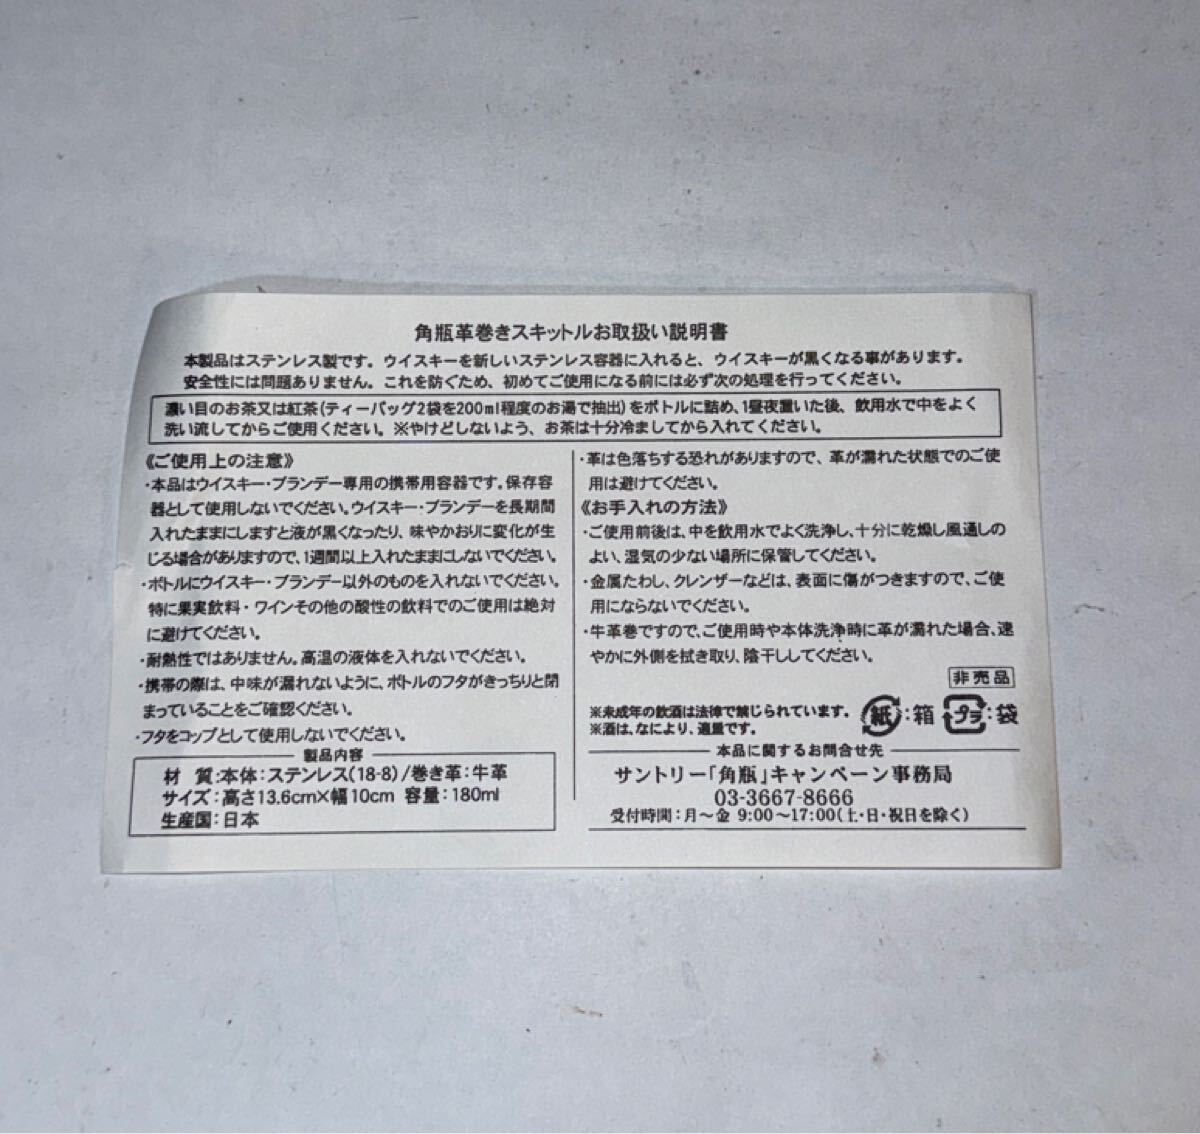 角瓶革巻きスキットルお取扱い説明書
本製品はステンレス製です。ウイスキーを新しいステンレス容器に入れると、ウイスキーが黒くなる事があります。
安全性には問題ありません。これを防ぐため、初めてご使用になる前には必ず次の処理を行ってください。
濃い目のお茶又は紅茶(ティーバッグ2袋を200ml程度のお湯で抽出)をボトルに詰め、1昼夜置いた後、飲用水で中をよく
洗い流してからご使用ください。※やけどしないよう、お茶は十分冷ましてから入れてください。
《ご使用上の注意》
・本品はウイスキー・ブランデー専用の携帯用容器です。保存容
器として使用しないでください。ウイスキー・ブランデーを長期間
入れたままにしますと液が黒くなったり、味やかおりに変化が生
じる場合がありますので、1週間以上入れたままにしないでください。
・ボトルにウイスキー・ブランデー以外のものを入れないでください。
特に果実飲料・ワインその他の酸性の飲料でのご使用は絶対
に避けてください。
・耐熱性ではありません。高温の液体を入れないでください。
・携帯の際は、中味が漏れないように、ボトルのフタがきっちりと閉
まっていることをご確認ください。
・フタをコップとして使用しないでください。
製品内容
材 質:本体:ステンレス(18-8)/巻き革:牛革
サイズ:高さ13.6cm×幅10cm 容量:180ml
生産国:日本
・革は色落ちする恐れがありますので、革が濡れた状態でのご使
用は避けてください。
《お手入れの方法》
・ご使用前後は、中を飲用水でよく洗浄し、十分に乾燥し風通しの
よい、湿気の少ない場所に保管してください。
・金属たわし、クレンザーなどは、表面に傷がつきますので、ご使
用にならないでください。
・牛革巻ですので、ご使用時や本体洗浄時に革が濡れた場合、速
やかに外側を拭き取り、陰干ししてください。
非売品
※未成年の飲酒は法律で禁じられています。
※酒は、なにより、適量です。
紙:箱 プラ:袋
本品に関するお問合せ先
サントリー「角瓶」キャンペーン事務局
03-3667-8666
受付時間:月～金 9:00～17:00(土・日・祝日を除く)